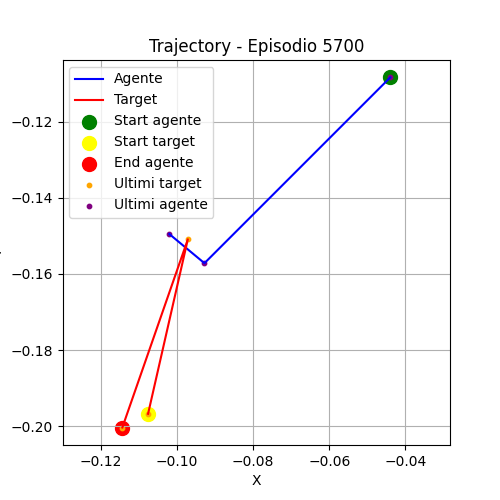 Trajectory - Episodio 5700
Agente
Target
Start agente
Start target
End agente
Ultimi target
Ultimi agente
−0.12
−0.14
−0.16
−0.18
−0.20
−0.12
−0.10
−0.08
−0.06
−0.04
X